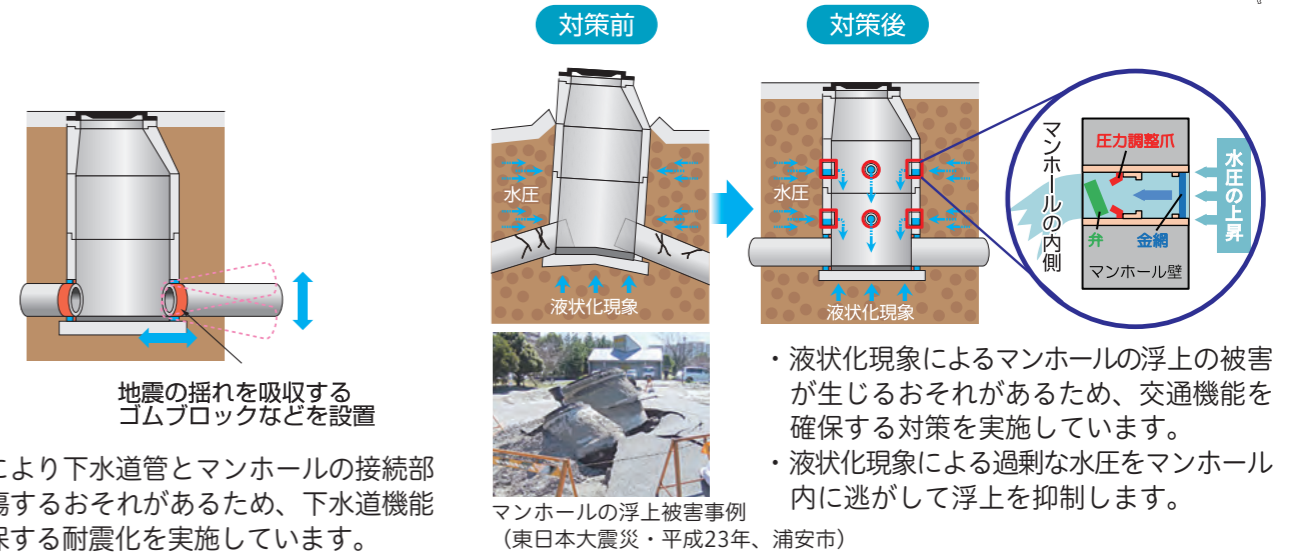 地震の揺れを吸収する
ゴムブロックなどを設置
により下水道管とマンホールの接続部
傷するおそれがあるため、下水道機能
保する耐震化を実施しています。
対策前
対策後
水圧
液状化現象
水圧
液状化現象
マンホールの内側
圧力調整爪
弁
金網
マンホール壁
水圧の上昇
マンホールの浮上被害事例
（東日本大震災・平成23年、浦安市）
・液状化現象によるマンホールの浮上の被害
が生じるおそれがあるため、交通機能を
確保する対策を実施しています。
・液状化現象による過剰な水圧をマンホール
内に逃がして浮上を抑制します。